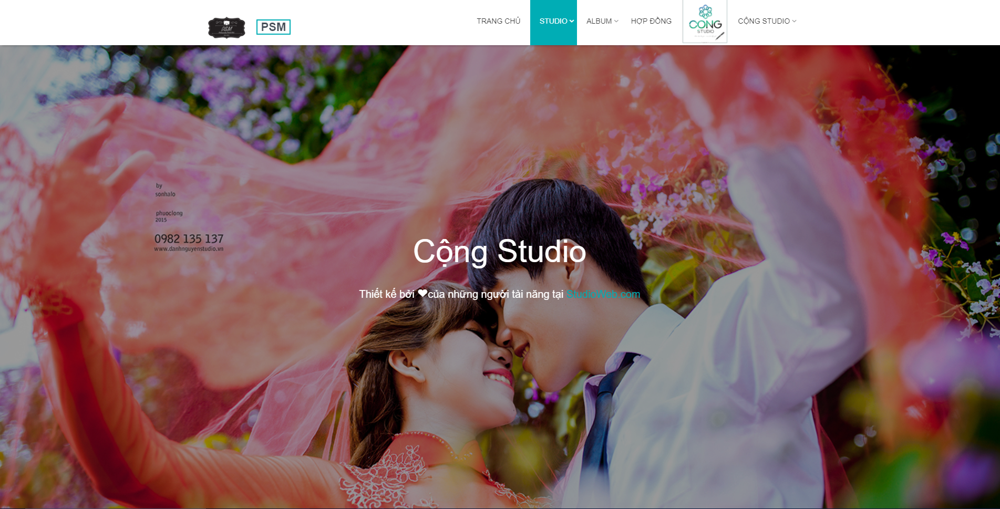 PSM
PSM
TRANG CHỦ
STUDIO
ALBUM
HỢP ĐỒNG
CONG
STUDIO
CỘNG STUDIO
by
sonhalo
phuoclong
2015
0982 135 137
www.danhnguyenstudio.vn
Cộng Studio
Thiết kế bởi ❤của những người tài năng tại StudioWeb.com